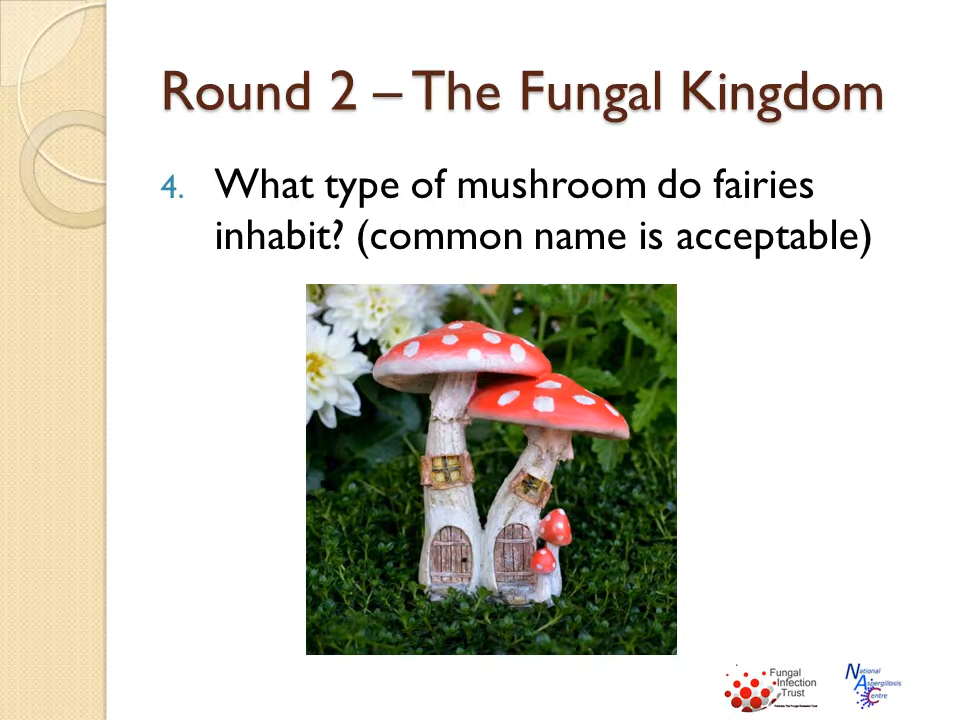 Round 2 – The Fungal Kingdom
4. What type of mushroom do fairies
inhabit? (common name is acceptable)
Fungal
Infection
Trust
National
Aspergillosis
Centre